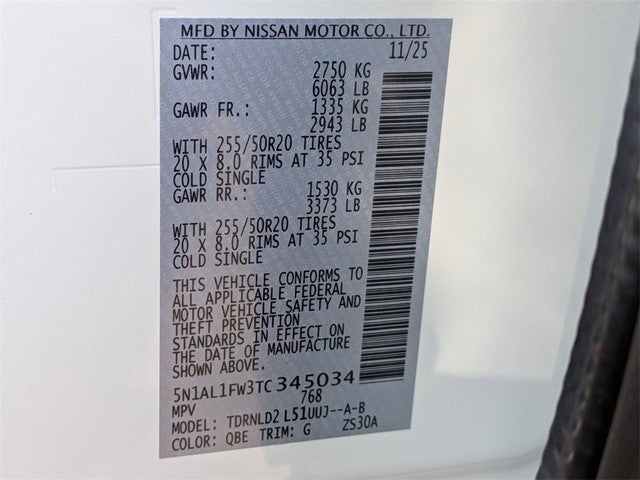 MFD BY NISSAN MOTOR CO., LTD.
DATE: 11/25
GVWR: 2750 KG
6063 LB
GAWR FR.: 1335 KG
2943 LB
WITH 255/50R20 TIRES
20 X 8.0 RIMS AT 35 PSI
COLD SINGLE
GAWR RR.: 1530 KG
3373 LB
WITH 255/50R20 TIRES
20 X 8.0 RIMS AT 35 PSI
COLD SINGLE
THIS VEHICLE CONFORMS TO
ALL APPLICABLE FEDERAL
MOTOR VEHICLE SAFETY AND
THEFT PREVENTION
STANDARDS IN EFFECT ON
THE DATE OF MANUFACTURE
SHOWN ABOVE.
5N1AL1FW3TC345034
MPV 768
MODEL: TDRNLD2 L51UUJ--A-B
COLOR: QBE TRIM: G ZS30A